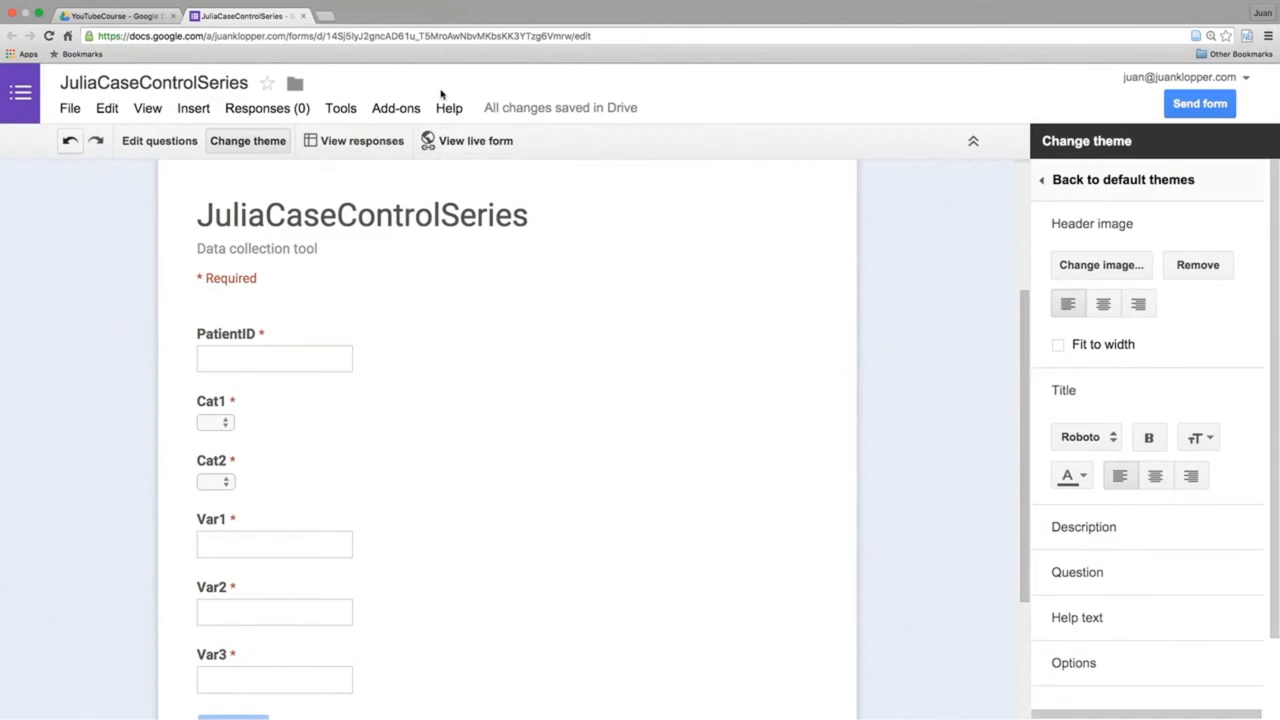 YouTubeCourse - Google D
JuliaCaseControlSeries - G
Juan
https://docs.google.com/a/juanklopper.com/forms/d/14Sj5IyJ2gncAD61u_T5MroAwNbvMKbsKK3YTzg6Vmrw/edit
Apps
Bookmarks
Other Bookmarks
JuliaCaseControlSeries
juan@juanklopper.com
File Edit View Insert Responses (0) Tools Add-ons Help All changes saved in Drive
Send form
Edit questions Change theme View responses View live form
Change theme
Back to default themes
JuliaCaseControlSeries
Data collection tool
* Required
PatientID *
Cat1 *
Cat2 *
Var1 *
Var2 *
Var3 *
Header image
Change image...
Remove
Fit to width
Title
Roboto
B
TT
A
Description
Question
Help text
Options